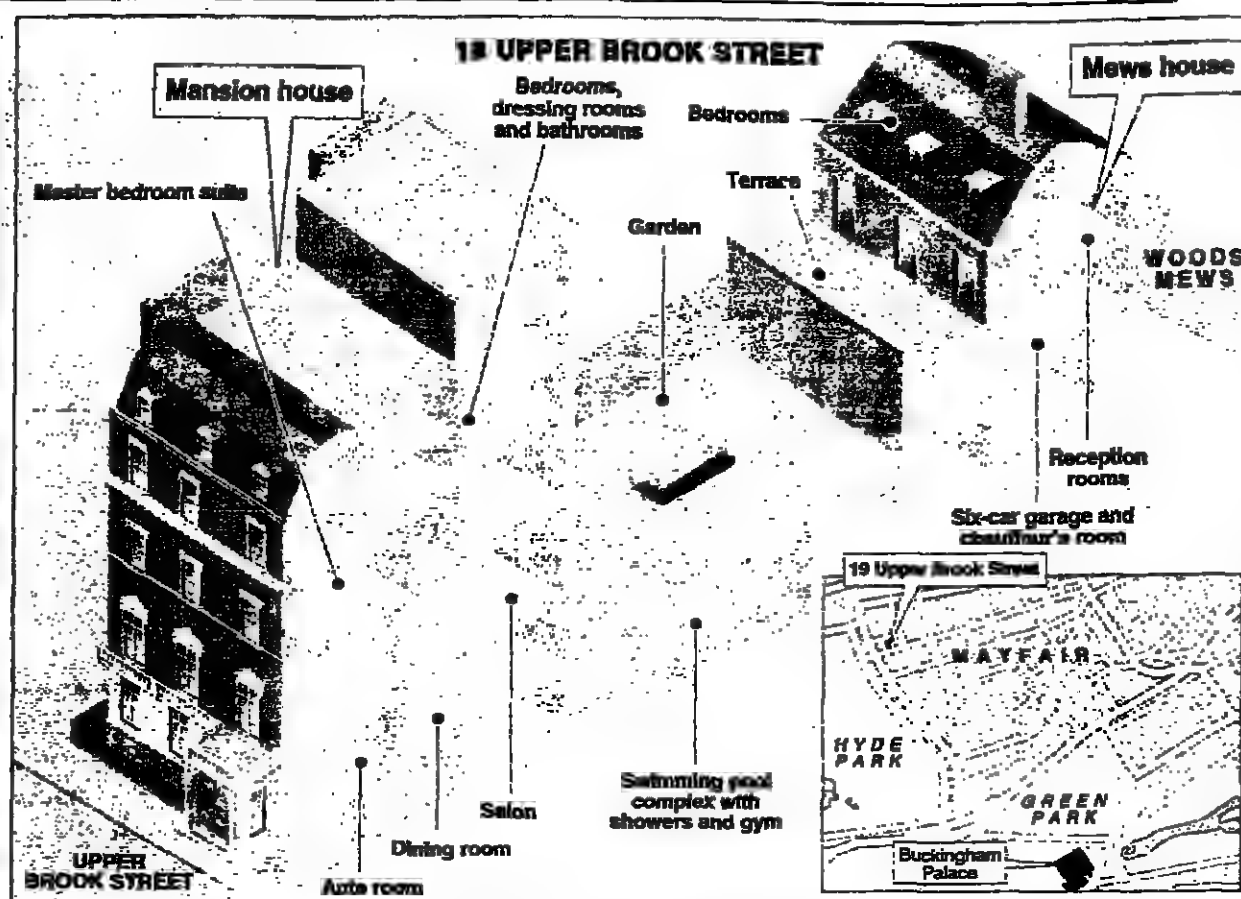 19 UPPER BROOK STREET
Mansion house
Bedrooms,
dressing rooms
and bathrooms
Bedrooms
Mews house
Master bedroom suite
Terrace
Garden
WOODS
MEWS
Reception
rooms
Six-car garage and
chauffeur's room
19 Upper Brook Street
MAYFAIR
HYDE
PARK
GREEN
PARK
Buckingham
Palace
Swimming pool
complex with
showers and gym
Salon
Dining room
Ante room
UPPER
BROOK STREET